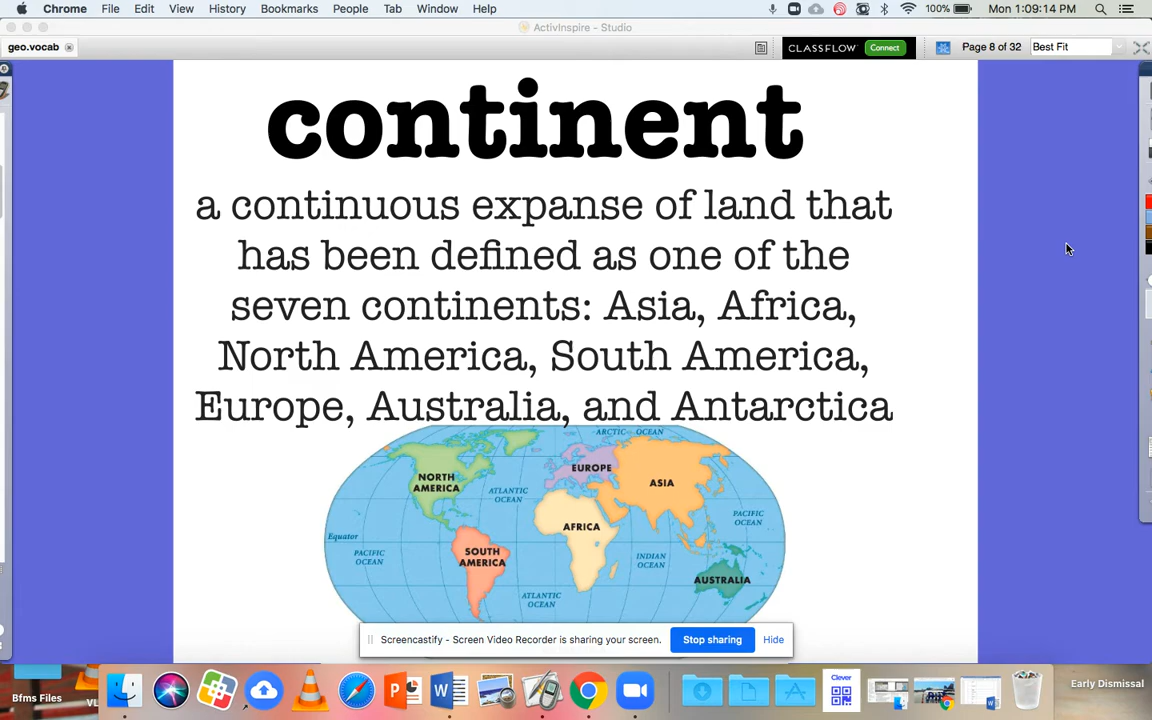 Chrome File Edit View History Bookmarks People Tab Window Help 100% Mon 1:09:14 PM
ActivInspire - Studio
geo.vocab CLASSFLOW Connect Page 8 of 32 Best Fit
continent
a continuous expanse of land that
has been defined as one of the
seven continents: Asia, Africa,
North America, South America,
Europe, Australia, and Antarctica
ARCTIC OCEAN
NORTH AMERICA
EUROPE
ASIA
ATLANTIC OCEAN
PACIFIC OCEAN
AFRICA
Equator
PACIFIC OCEAN
SOUTH AMERICA
INDIAN OCEAN
AUSTRALIA
ATLANTIC OCEAN
Screencastify - Screen Video Recorder is sharing your screen. Stop sharing Hide
Clever
Bfms Files
VL
Early Dismissal